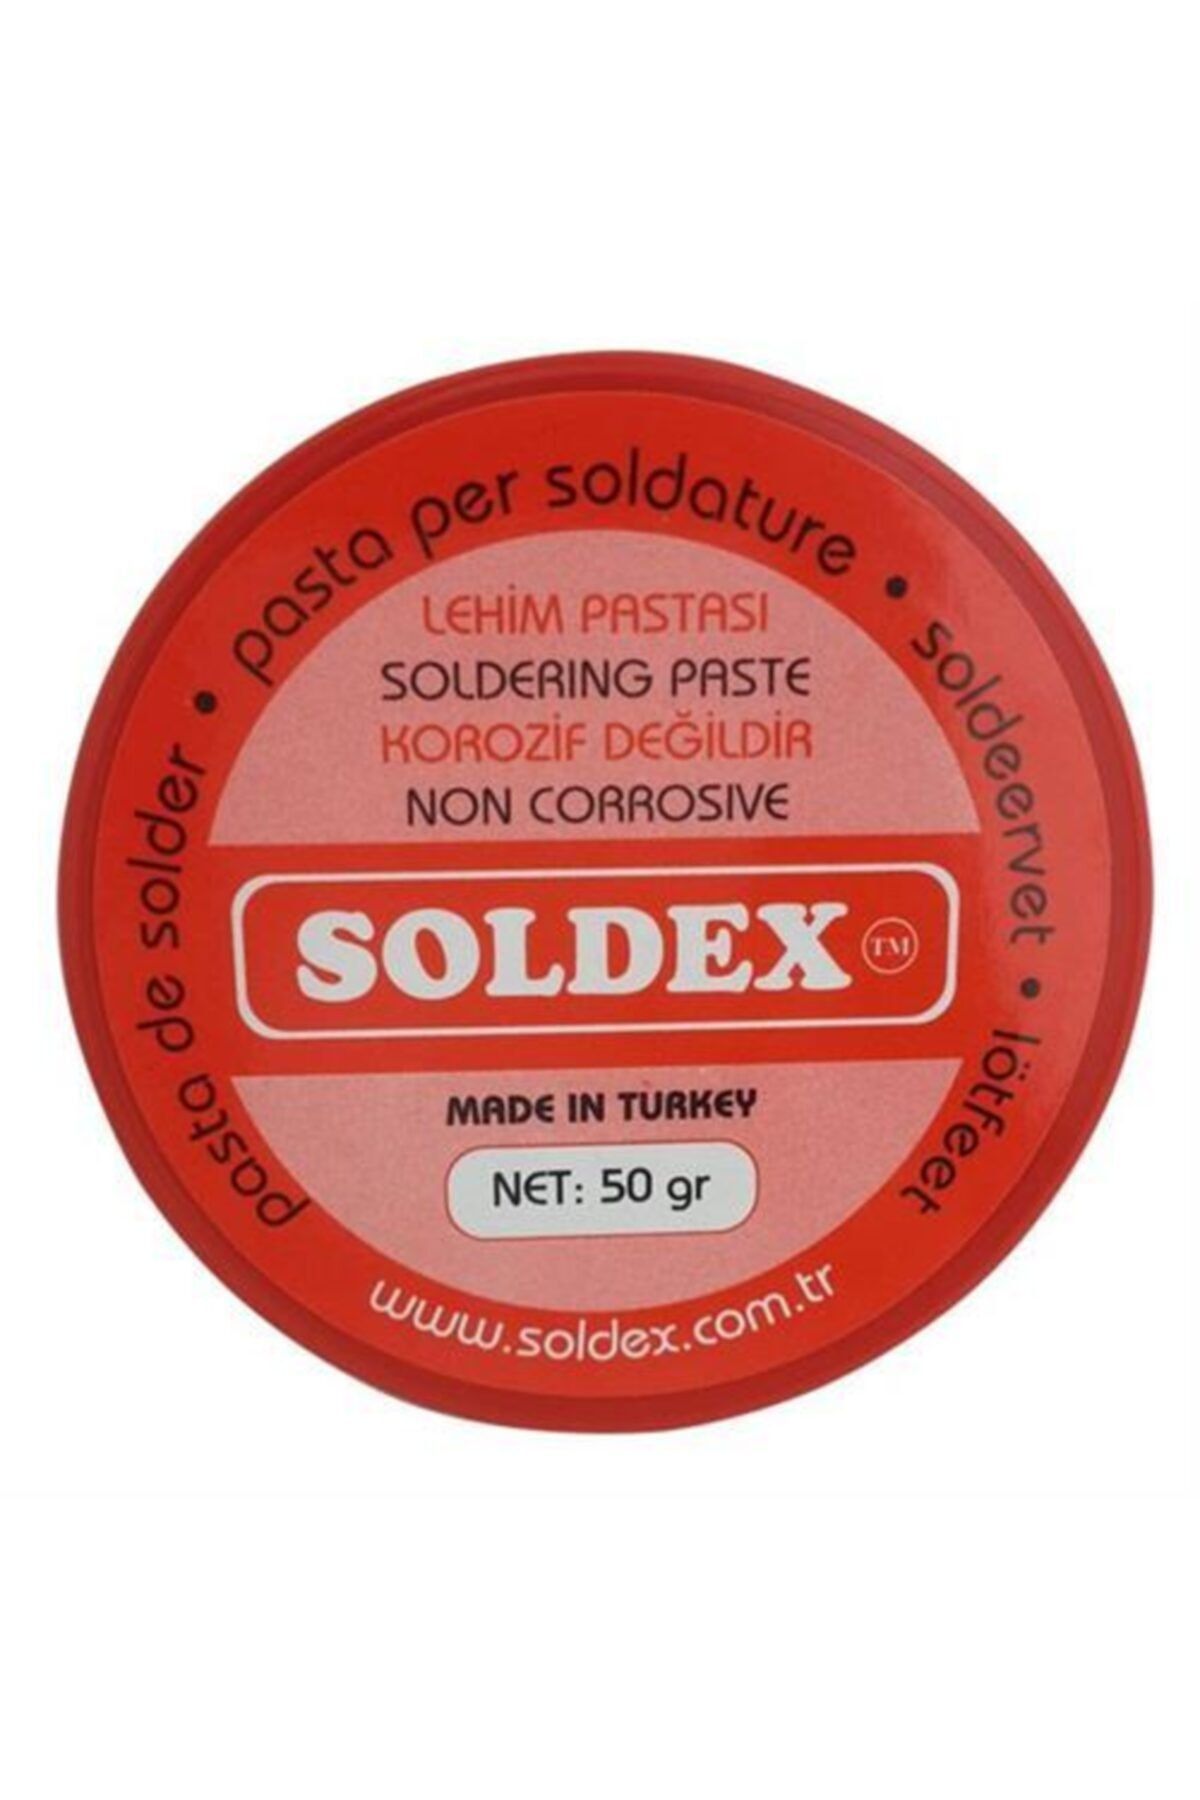 pasta de solder • pasta per soldature • soldeervet • lötfeet
LEHİM PASTASI
SOLDERING PASTE
KOROZİF DEĞİLDİR
NON CORROSIVE
SOLDEX TM
MADE IN TURKEY
NET: 50 gr
www.soldex.com.tr